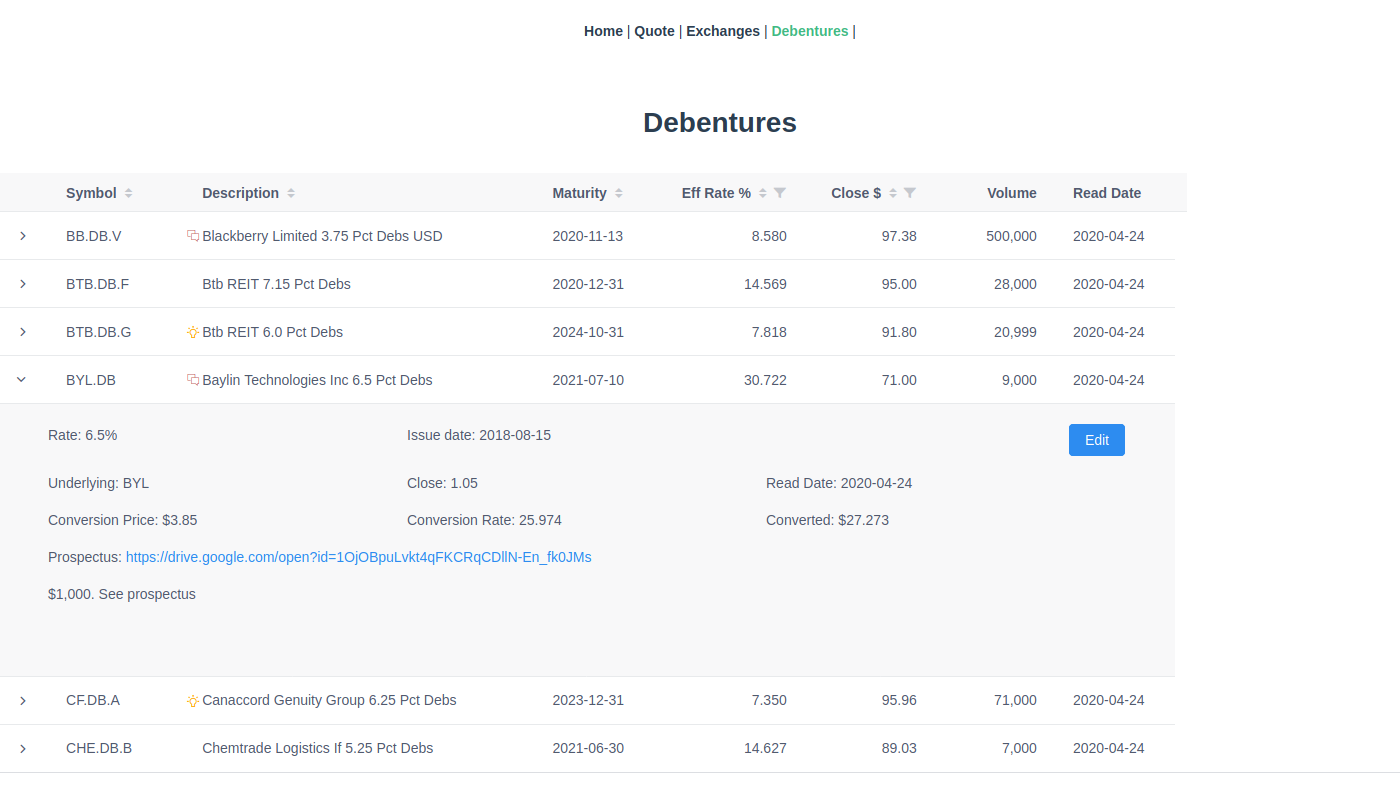 Home | Quote | Exchanges | Debentures |
Debentures
Symbol Description Maturity Eff Rate % Close $ Volume Read Date
BB.DB.V Blackberry Limited 3.75 Pct Debs USD 2020-11-13 8.580 97.38 500,000 2020-04-24
BTB.DB.F Btb REIT 7.15 Pct Debs 2020-12-31 14.569 95.00 28,000 2020-04-24
BTB.DB.G Btb REIT 6.0 Pct Debs 2024-10-31 7.818 91.80 20,999 2020-04-24
BYL.DB Baylin Technologies Inc 6.5 Pct Debs 2021-07-10 30.722 71.00 9,000 2020-04-24
Rate: 6.5% Issue date: 2018-08-15 Edit
Underlying: BYL Close: 1.05 Read Date: 2020-04-24
Conversion Price: $3.85 Conversion Rate: 25.974 Converted: $27.273
Prospectus: https://drive.google.com/open?id=1OjOBpuLvkt4qFKCRqCDllN-En_fk0JMs
$1,000. See prospectus
CF.DB.A Canaccord Genuity Group 6.25 Pct Debs 2023-12-31 7.350 95.96 71,000 2020-04-24
CHE.DB.B Chemtrade Logistics If 5.25 Pct Debs 2021-06-30 14.627 89.03 7,000 2020-04-24